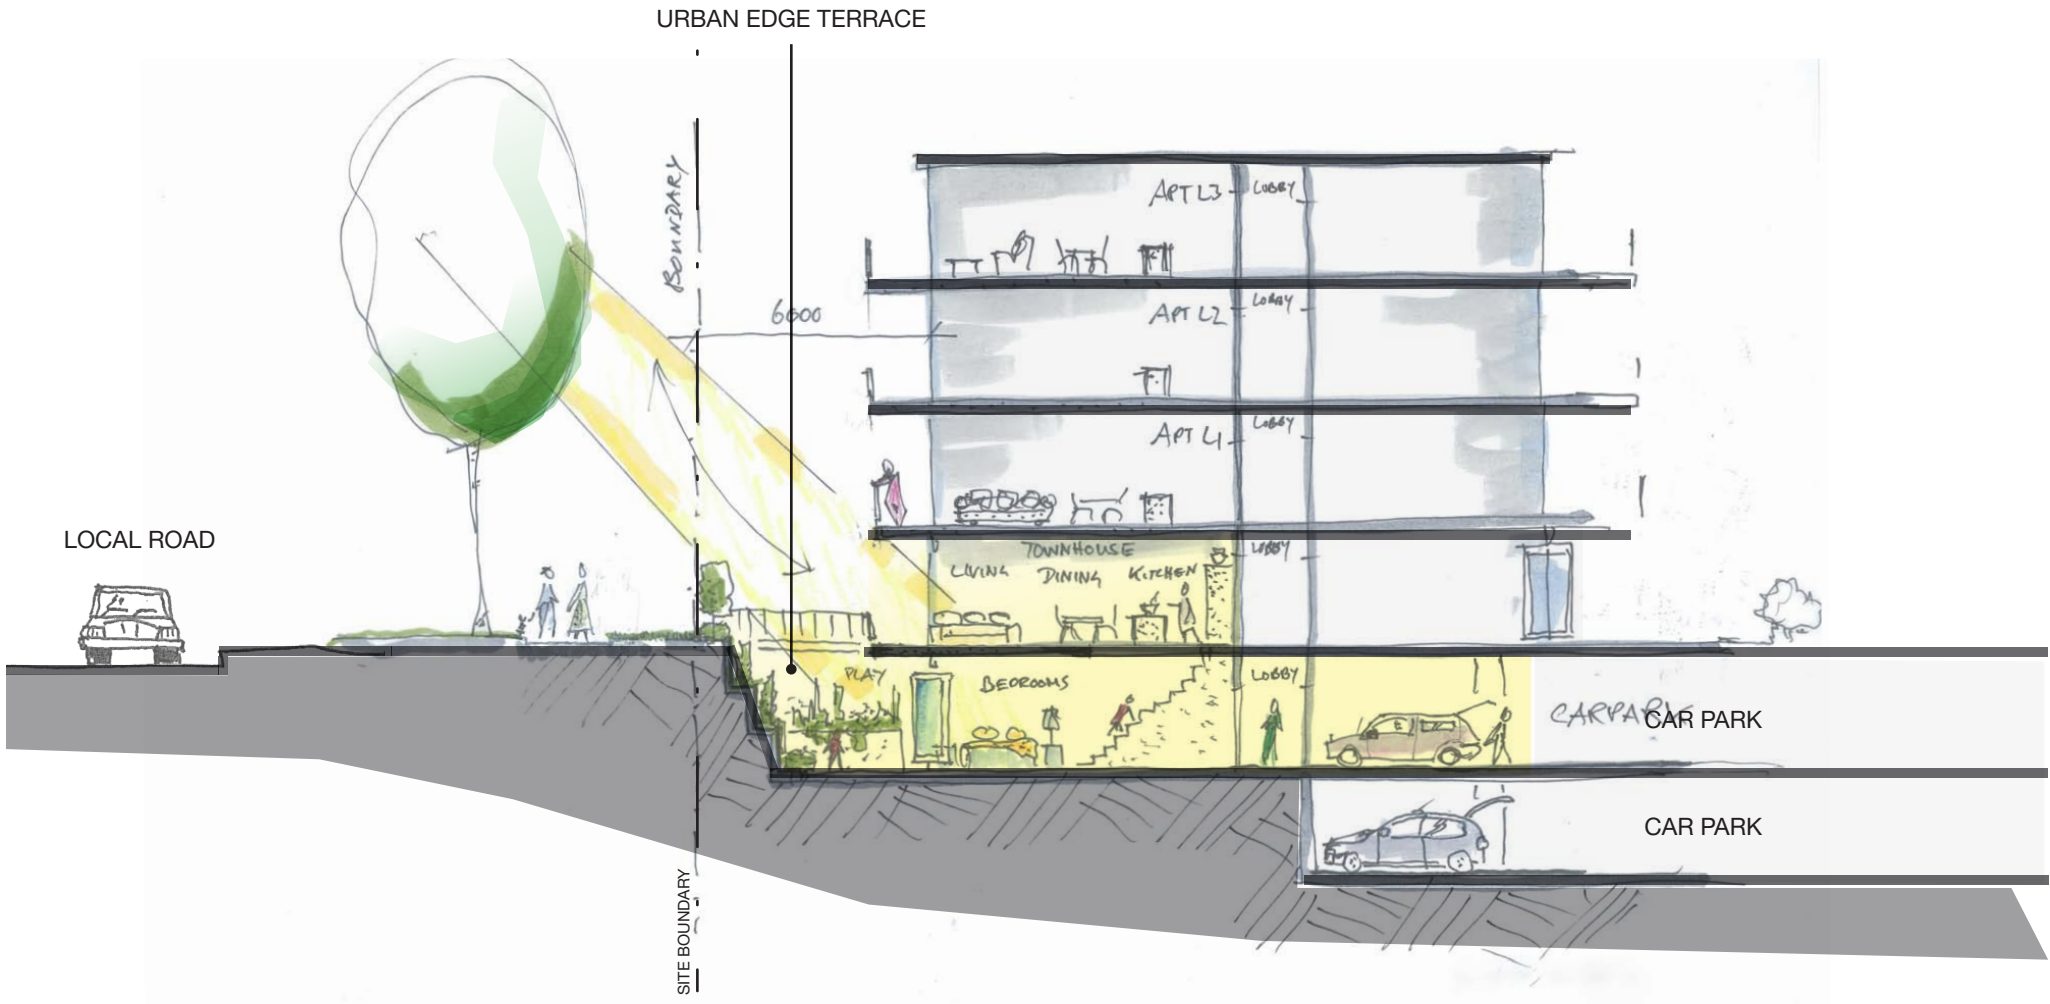 URBAN EDGE TERRACE
BOUNDARY
APT L3
LOBBY
6000
APT L2
LOBBY
APT L1
LOBBY
LOCAL ROAD
TOWNHOUSE
LOBBY
LIVING
DINING
KITCHEN
PLAY
BEDROOMS
LOBBY
CARPARK
CAR PARK
CAR PARK
SITE BOUNDARY